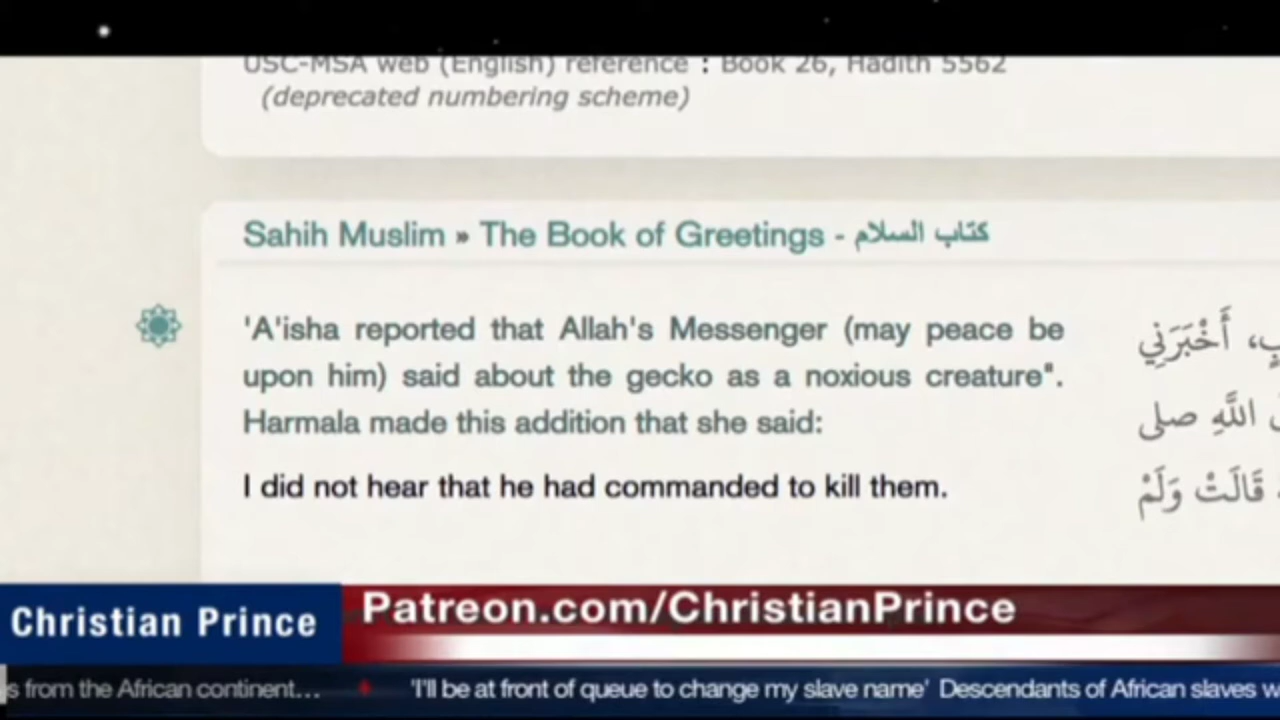 USC-MSA web (English) reference : Book 26, Hadith 5562
(deprecated numbering scheme)
Sahih Muslim » The Book of Greetings - كتاب السلام
'A'isha reported that Allah's Messenger (may peace be
upon him) said about the gecko as a noxious creature".
Harmala made this addition that she said:
I did not hear that he had commanded to kill them.
أَخْبَرَنِي
اللَّهِ صلى
قَالَتْ وَلَمْ
Christian Prince
Patreon.com/ChristianPrince
s from the African continent...
'I'll be at front of queue to change my slave name' Descendants of African slaves w